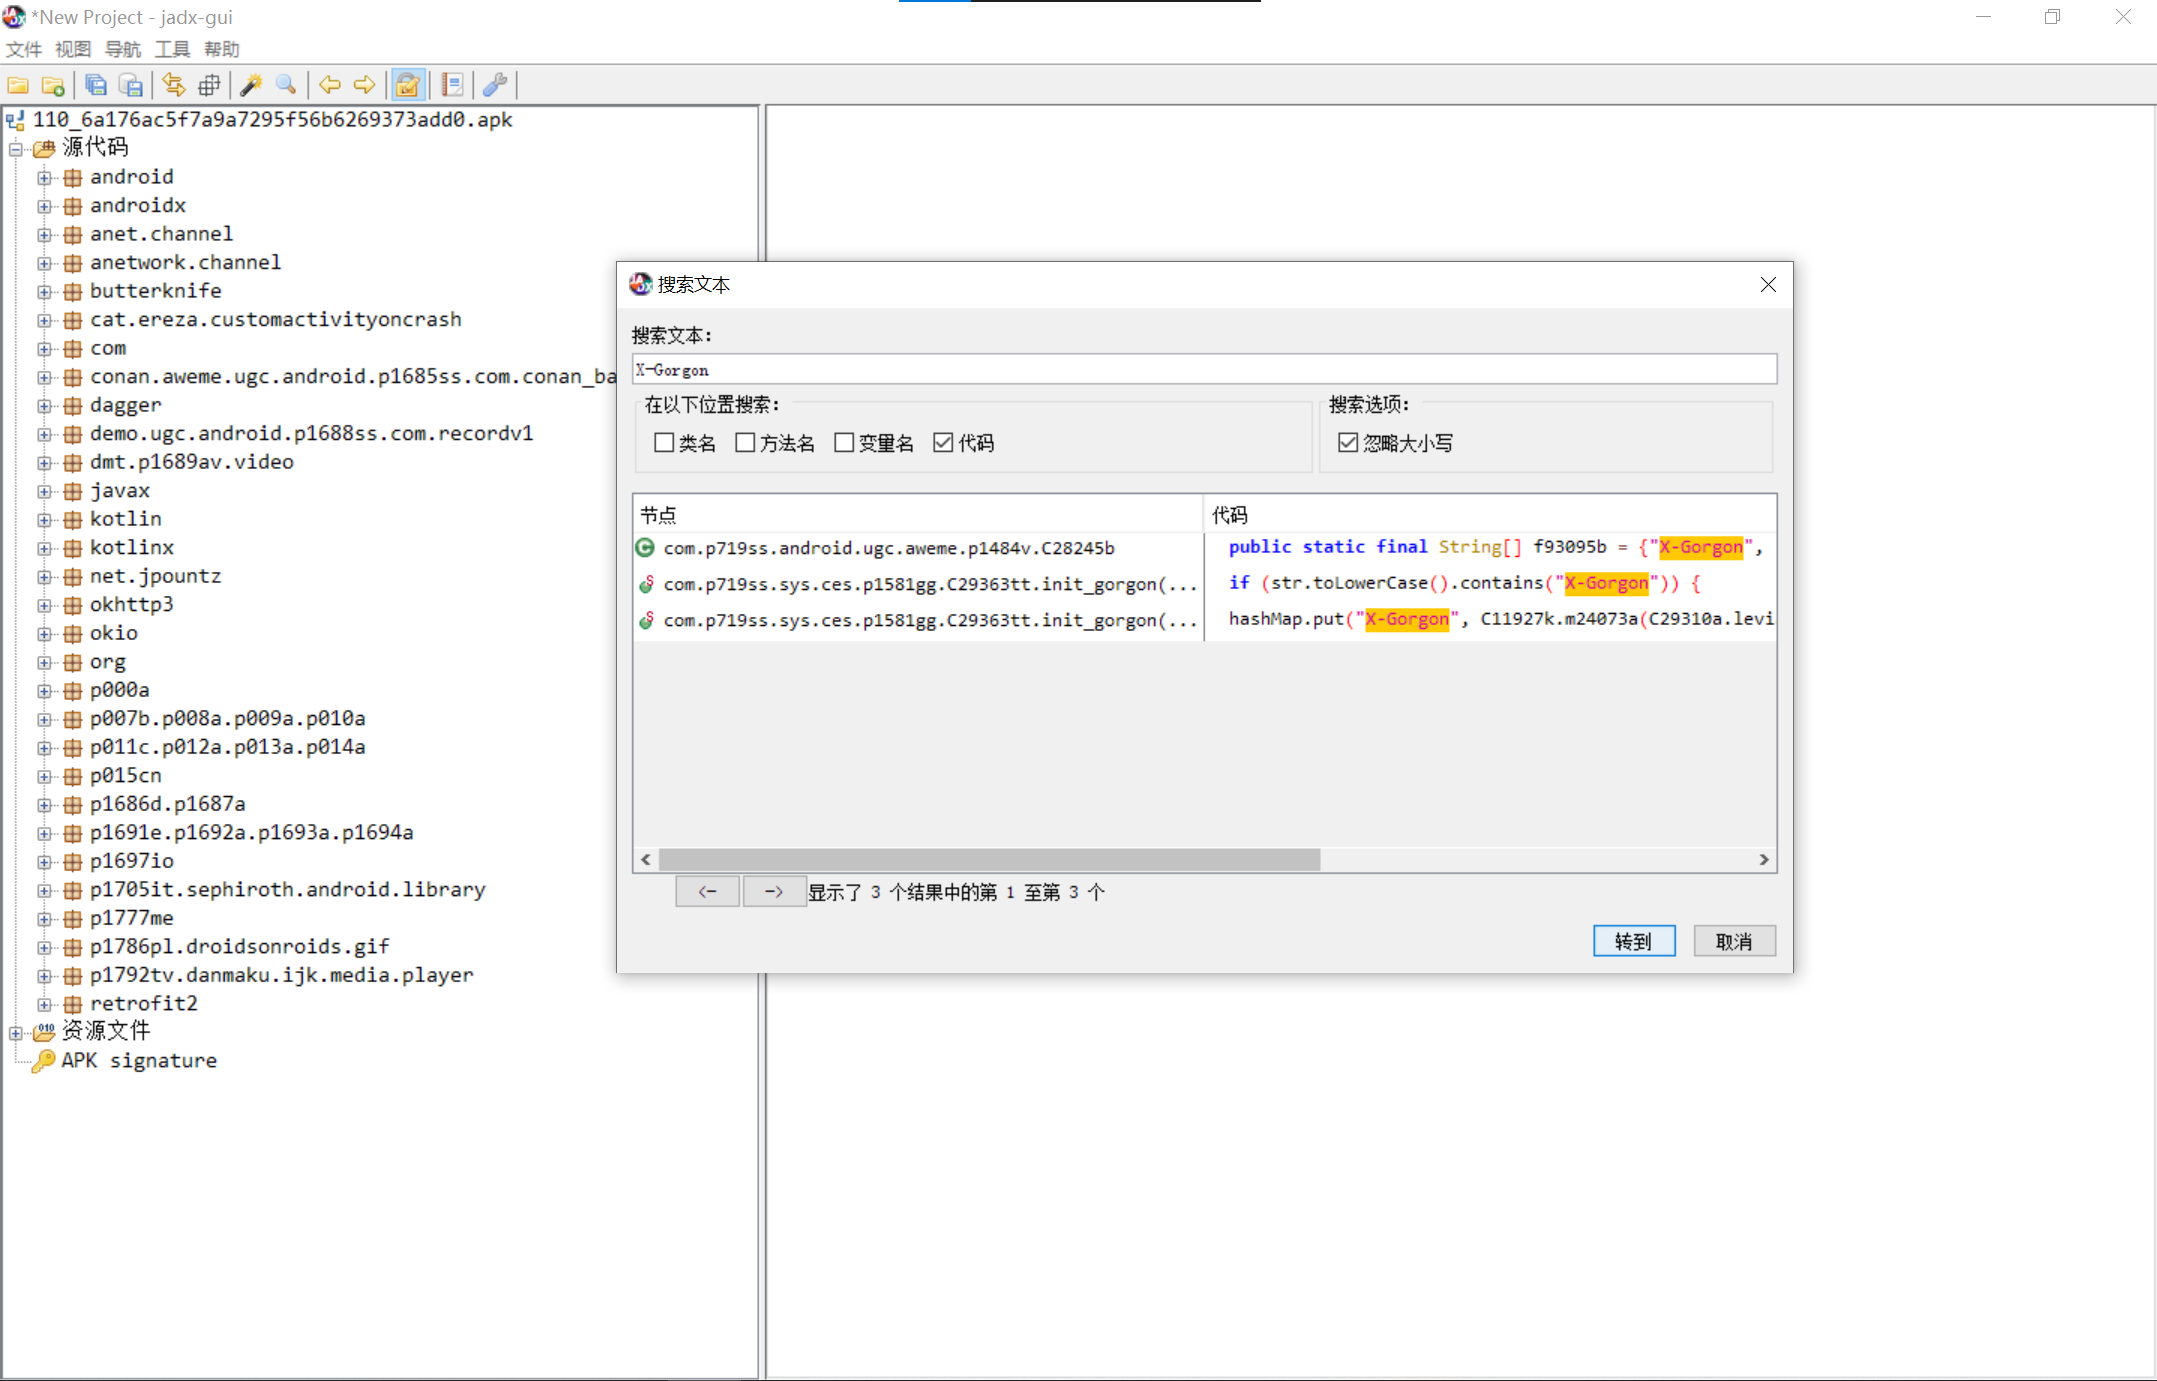 *New Project - jadx-gui
文件 视图 导航 工具 帮助
110_6a176ac5f7a9a7295f56b6269373add0.apk
源代码
android
androidx
anet.channel
anetwork.channel
butterknife
cat.ereza.customactivityoncrash
com
conan.aweme.ugc.android.p1685ss.com.conan_ba
dagger
demo.ugc.android.p1688ss.com.recordv1
dmt.p1689av.video
javax
kotlin
kotlinx
net.jpountz
okhttp3
okio
org
p000a
p007b.p008a.p009a.p010a
p011c.p012a.p013a.p014a
p015cn
p1686d.p1687a
p1691e.p1692a.p1693a.p1694a
p1697io
p1705it.sephiroth.android.library
p1777me
p1786pl.droidsonroids.gif
p1792tv.danmaku.ijk.media.player
retrofit2
资源文件
APK signature
搜索文本
搜索文本:
X-Gorgon
在以下位置搜索:
类名 方法名 变量名 代码
搜索选项:
忽略大小写
节点 代码
com.p719ss.android.ugc.aweme.p1484v.C28245b public static final String[] f93095b = {"X-Gorgon",
com.p719ss.sys.ces.p1581gg.C29363tt.init_gorgon(... if (str.toLowerCase().contains("X-Gorgon")) {
com.p719ss.sys.ces.p1581gg.C29363tt.init_gorgon(... hashMap.put("X-Gorgon", C11927k.m24073a(C29310a.levi
<- -> 显示了 3 个结果中的第 1 至第 3 个
转到 取消